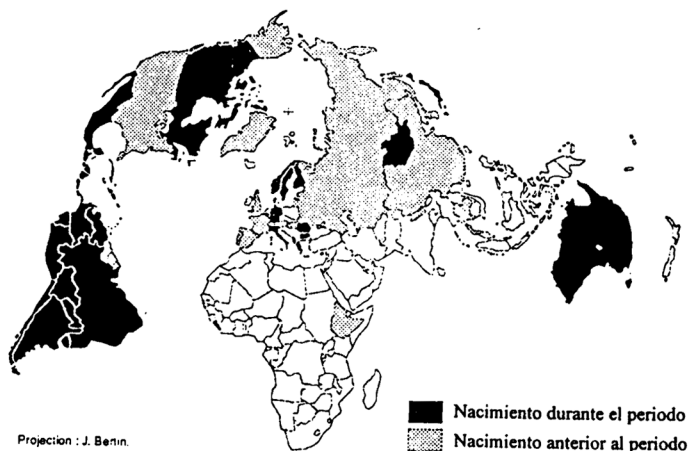 Nacimiento durante el periodo
Nacimiento anterior al periodo
Projection : J. Bertin.